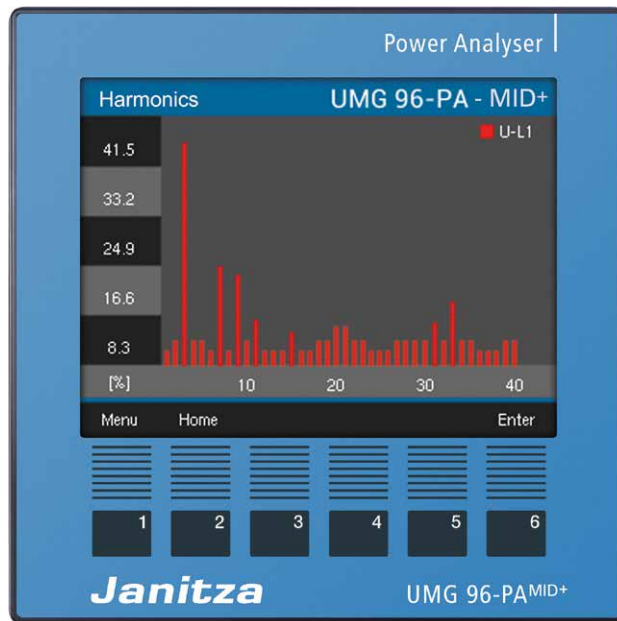 Power Analyser
Harmonics UMG 96-PA - MID+
U-L1
41.5
33.2
24.9
16.6
8.3
[%] 10 20 30 40
Menu Home Enter
1 2 3 4 5 6
Janitza UMG 96-PAMID+